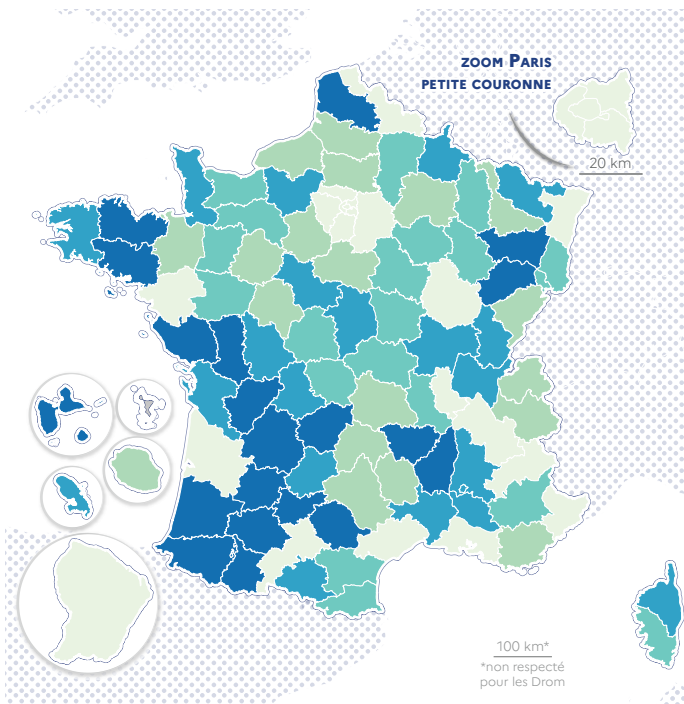 ZOOM PARIS
PETITE COURONNE
20 km
100 km*
*non respecté
pour les Drom